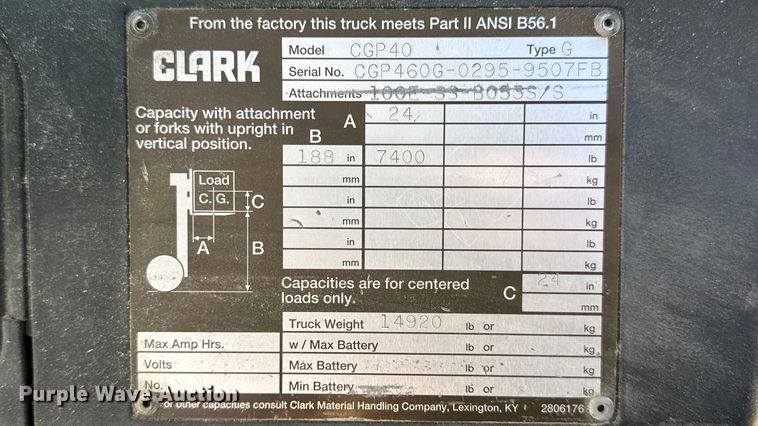 From the factory this truck meets Part II ANSI B56.1
CLARK
Model CGP40 Type G
Serial No. CGP460G-0295-9507FB
Attachments 100E SS BOSSS/S
Capacity with attachment
or forks with upright in
vertical position.
A 24 in
mm
B
188 in 7400 lb
mm kg
in lb
mm kg
in lb
mm kg
Load
C. G.
C
A
B
Capacities are for centered
loads only.
C 24 in
mm
Truck Weight 14920 lb or kg
Max Amp Hrs. w / Max Battery lb or kg
Volts Max Battery lb or kg
No. Min Battery lb or kg
For other capacities consult Clark Material Handling Company, Lexington, KY 2806176
Purple Wave Auction